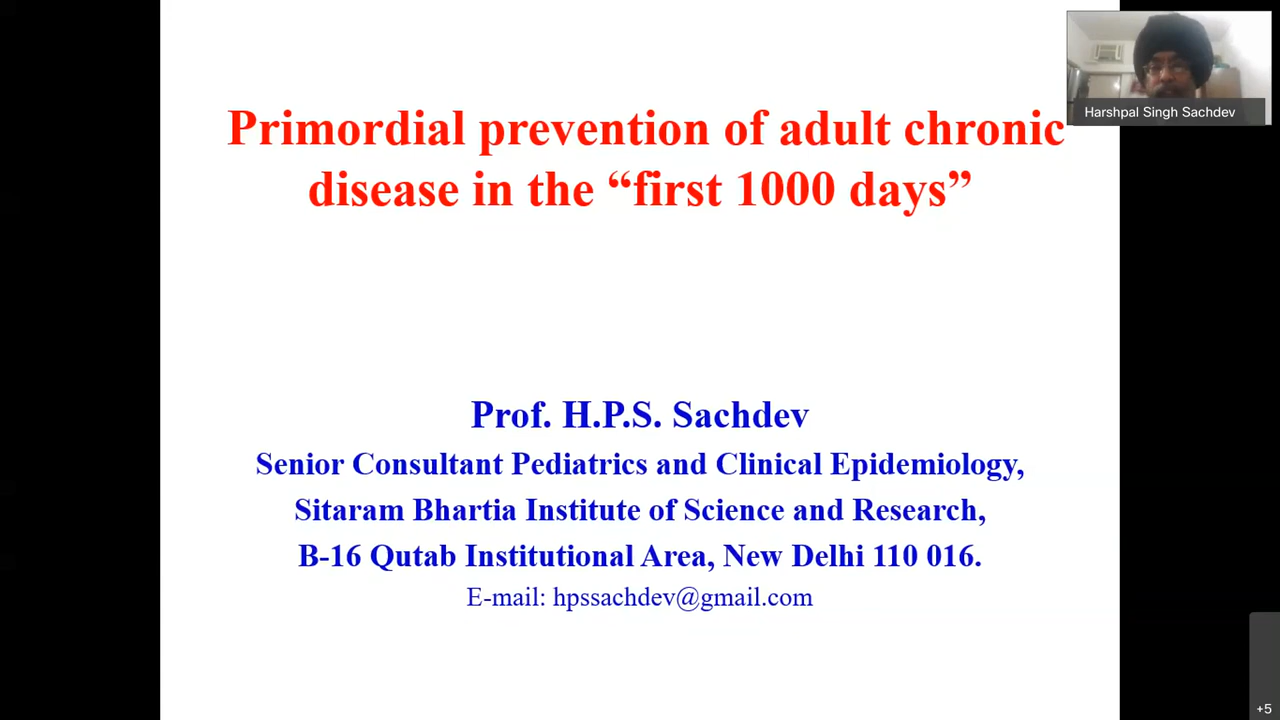 Primordial prevention of adult chronic
disease in the “first 1000 days”
Harshpal Singh Sachdev
Prof. H.P.S. Sachdev
Senior Consultant Pediatrics and Clinical Epidemiology,
Sitaram Bhartia Institute of Science and Research,
B-16 Qutab Institutional Area, New Delhi 110 016.
E-mail: hpssachdev@gmail.com
+5